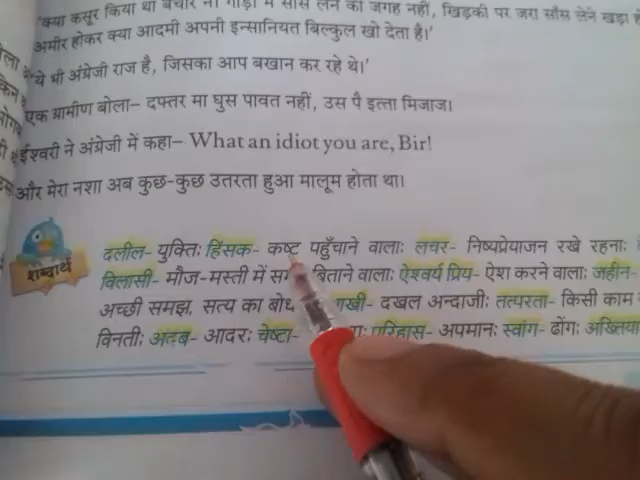 'क्या कसूर किया था बेचारे ने। गाड़ी में साँस लेने की जगह नहीं, खिड़की पर जरा साँस लेने खड़ा
अमीर होकर क्या आदमी अपनी इन्सानियत बिल्कुल खो देता है।'
'ये भी अंग्रेजी राज है, जिसका आप बखान कर रहे थे।'
एक ग्रामीण बोला– दफ्तर मा घुस पावत नहीं, उस पै इत्ता मिजाज।
ईश्वरी ने अंग्रेजी में कहा– What an idiot you are, Bir!
और मेरा नशा अब कुछ-कुछ उतरता हुआ मालूम होता था।
शब्दार्थ
दलील- युक्तिः हिंसक- कष्ट पहुँचाने वालाः लचर- निष्प्रयोजन रखे रहनाः
विलासी- मौज-मस्ती में बिताने वालाः ऐश्वर्य प्रिय- ऐश करने वालाः जहीन-
अच्छी समझ, सत्य का बोध दखल अन्दाजीः तत्परता- किसी काम
विनतीः अदब- आदरः चेष्टा- परिहास- अपमानः स्वांग- ढोंगः अख्तिया